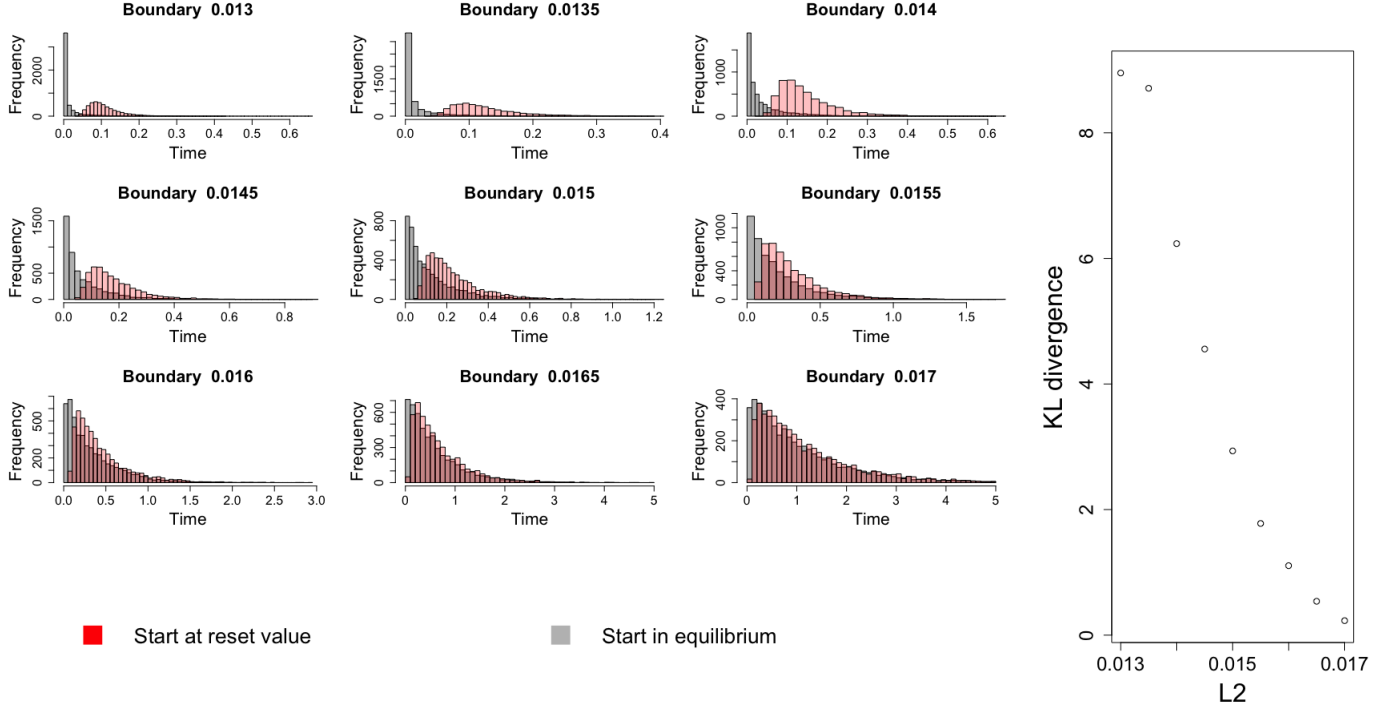 Boundary 0.013
Frequency
0 2000
0.0 0.1 0.2 0.3 0.4 0.5 0.6
Time
Boundary 0.0135
Frequency
0 1500
0.0 0.1 0.2 0.3 0.4
Time
Boundary 0.014
Frequency
0 1000
0.0 0.1 0.2 0.3 0.4 0.5 0.6
Time
Boundary 0.0145
Frequency
0 500 1500
0.0 0.2 0.4 0.6 0.8
Time
Boundary 0.015
Frequency
0 400 800
0.0 0.2 0.4 0.6 0.8 1.0 1.2
Time
Boundary 0.0155
Frequency
0 400 1000
0.0 0.5 1.0 1.5
Time
Boundary 0.016
Frequency
0 200 500
0.0 0.5 1.0 1.5 2.0 2.5 3.0
Time
Boundary 0.0165
Frequency
0 300 600
0 1 2 3 4 5
Time
Boundary 0.017
Frequency
0 200 400
0 1 2 3 4 5
Time
Start at reset value
Start in equilibrium
KL divergence
0 2 4 6 8
0.013 0.015 0.017
L2